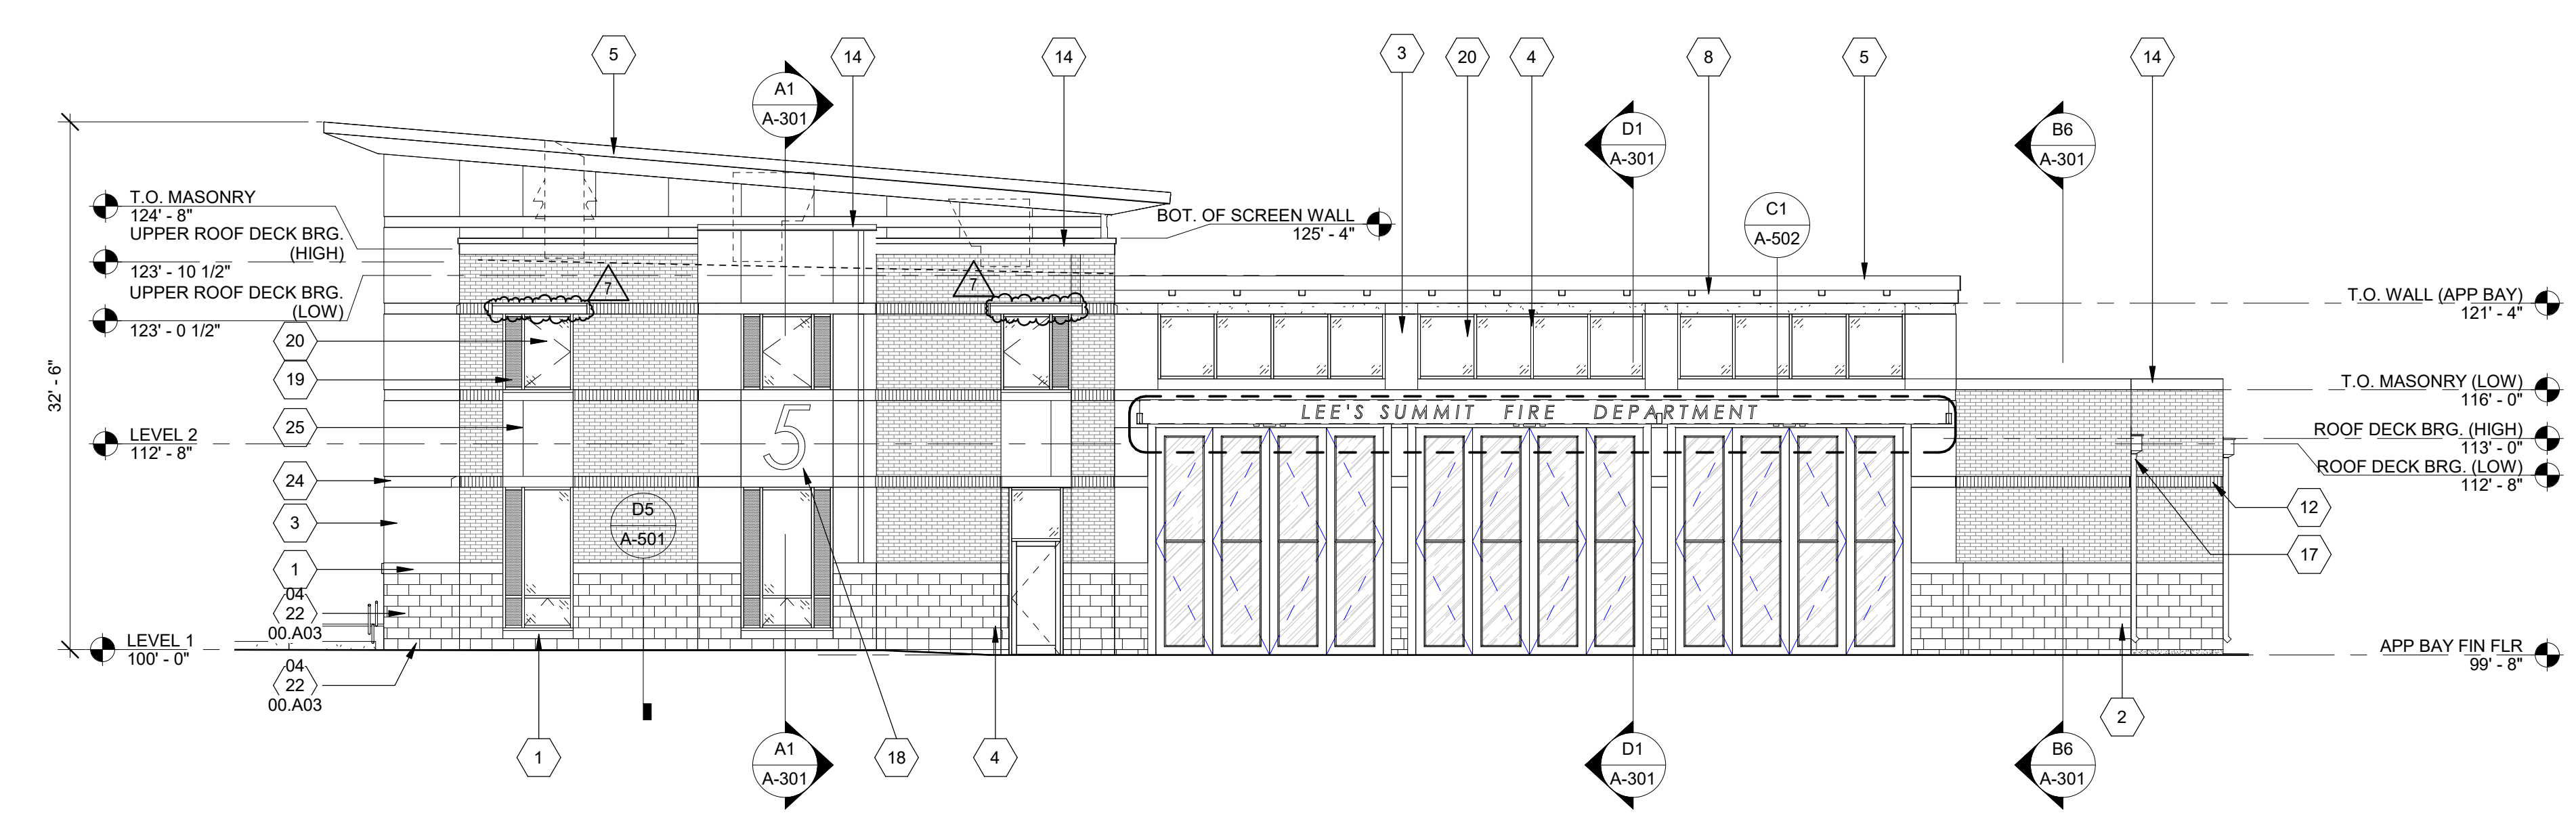 5
A1
A-301
14
14
3
20
4
8
5
14
D1
A-301
B6
A-301
C1
A-502
32' - 6"
T.O. MASONRY
124' - 8"
UPPER ROOF DECK BRG.
(HIGH)
123' - 10 1/2"
UPPER ROOF DECK BRG.
(LOW)
123' - 0 1/2"
BOT. OF SCREEN WALL
125' - 4"
7
7
T.O. WALL (APP BAY)
121' - 4"
20
19
25
T.O. MASONRY (LOW)
116' - 0"
LEE'S SUMMIT FIRE DEPARTMENT
5
LEVEL 2
112' - 8"
ROOF DECK BRG. (HIGH)
113' - 0"
ROOF DECK BRG. (LOW)
112' - 8"
24
3
D5
A-501
12
17
1
04
22
00.A03
LEVEL 1
100' - 0"
04
22
00.A03
APP BAY FIN FLR
99' - 8"
2
1
A1
A-301
18
4
D1
A-301
B6
A-301